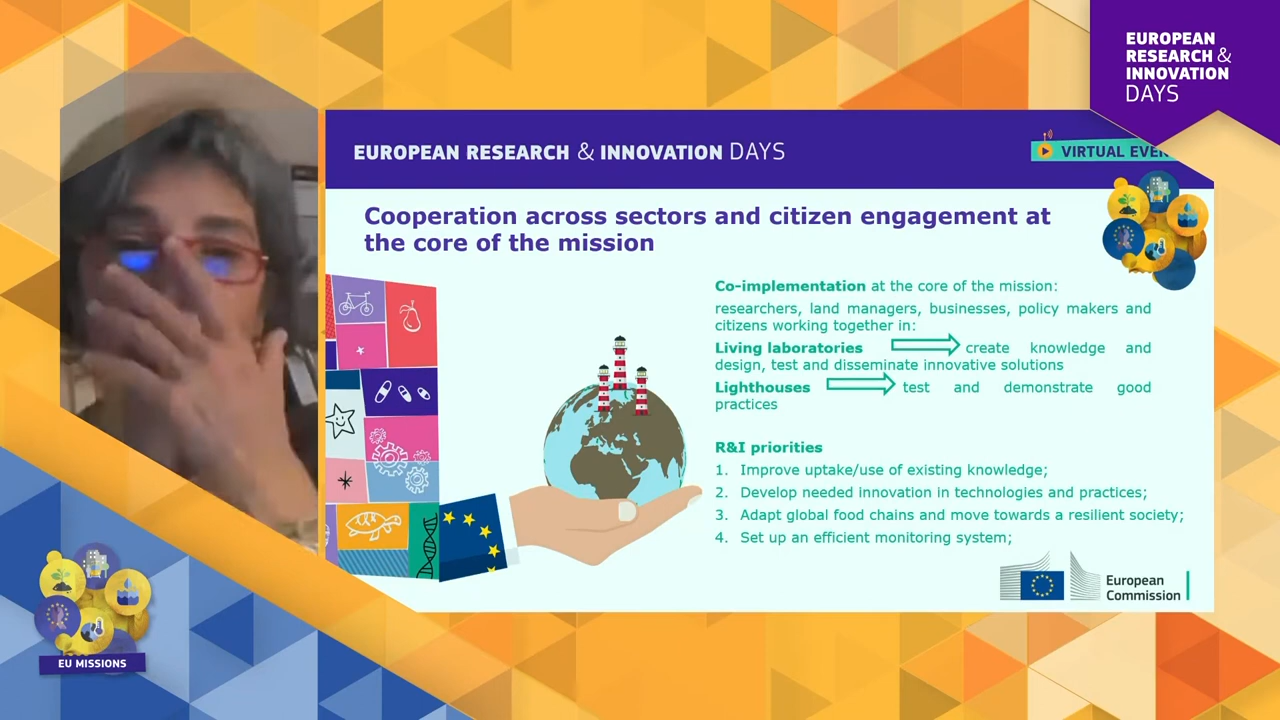 EUROPEAN
RESEARCH &
INNOVATION
DAYS
EUROPEAN RESEARCH & INNOVATION DAYS
VIRTUAL
Cooperation across sectors and citizen engagement at
the core of the mission
Co-implementation at the core of the mission:
researchers, land managers, businesses, policy makers and
citizens working together in:
Living laboratories create knowledge and
design, test and disseminate innovative solutions
Lighthouses test and demonstrate good
practices
R&I priorities
1. Improve uptake/use of existing knowledge;
2. Develop needed innovation in technologies and practices;
3. Adapt global food chains and move towards a resilient society;
4. Set up an efficient monitoring system;
European
Commission
EU MISSIONS